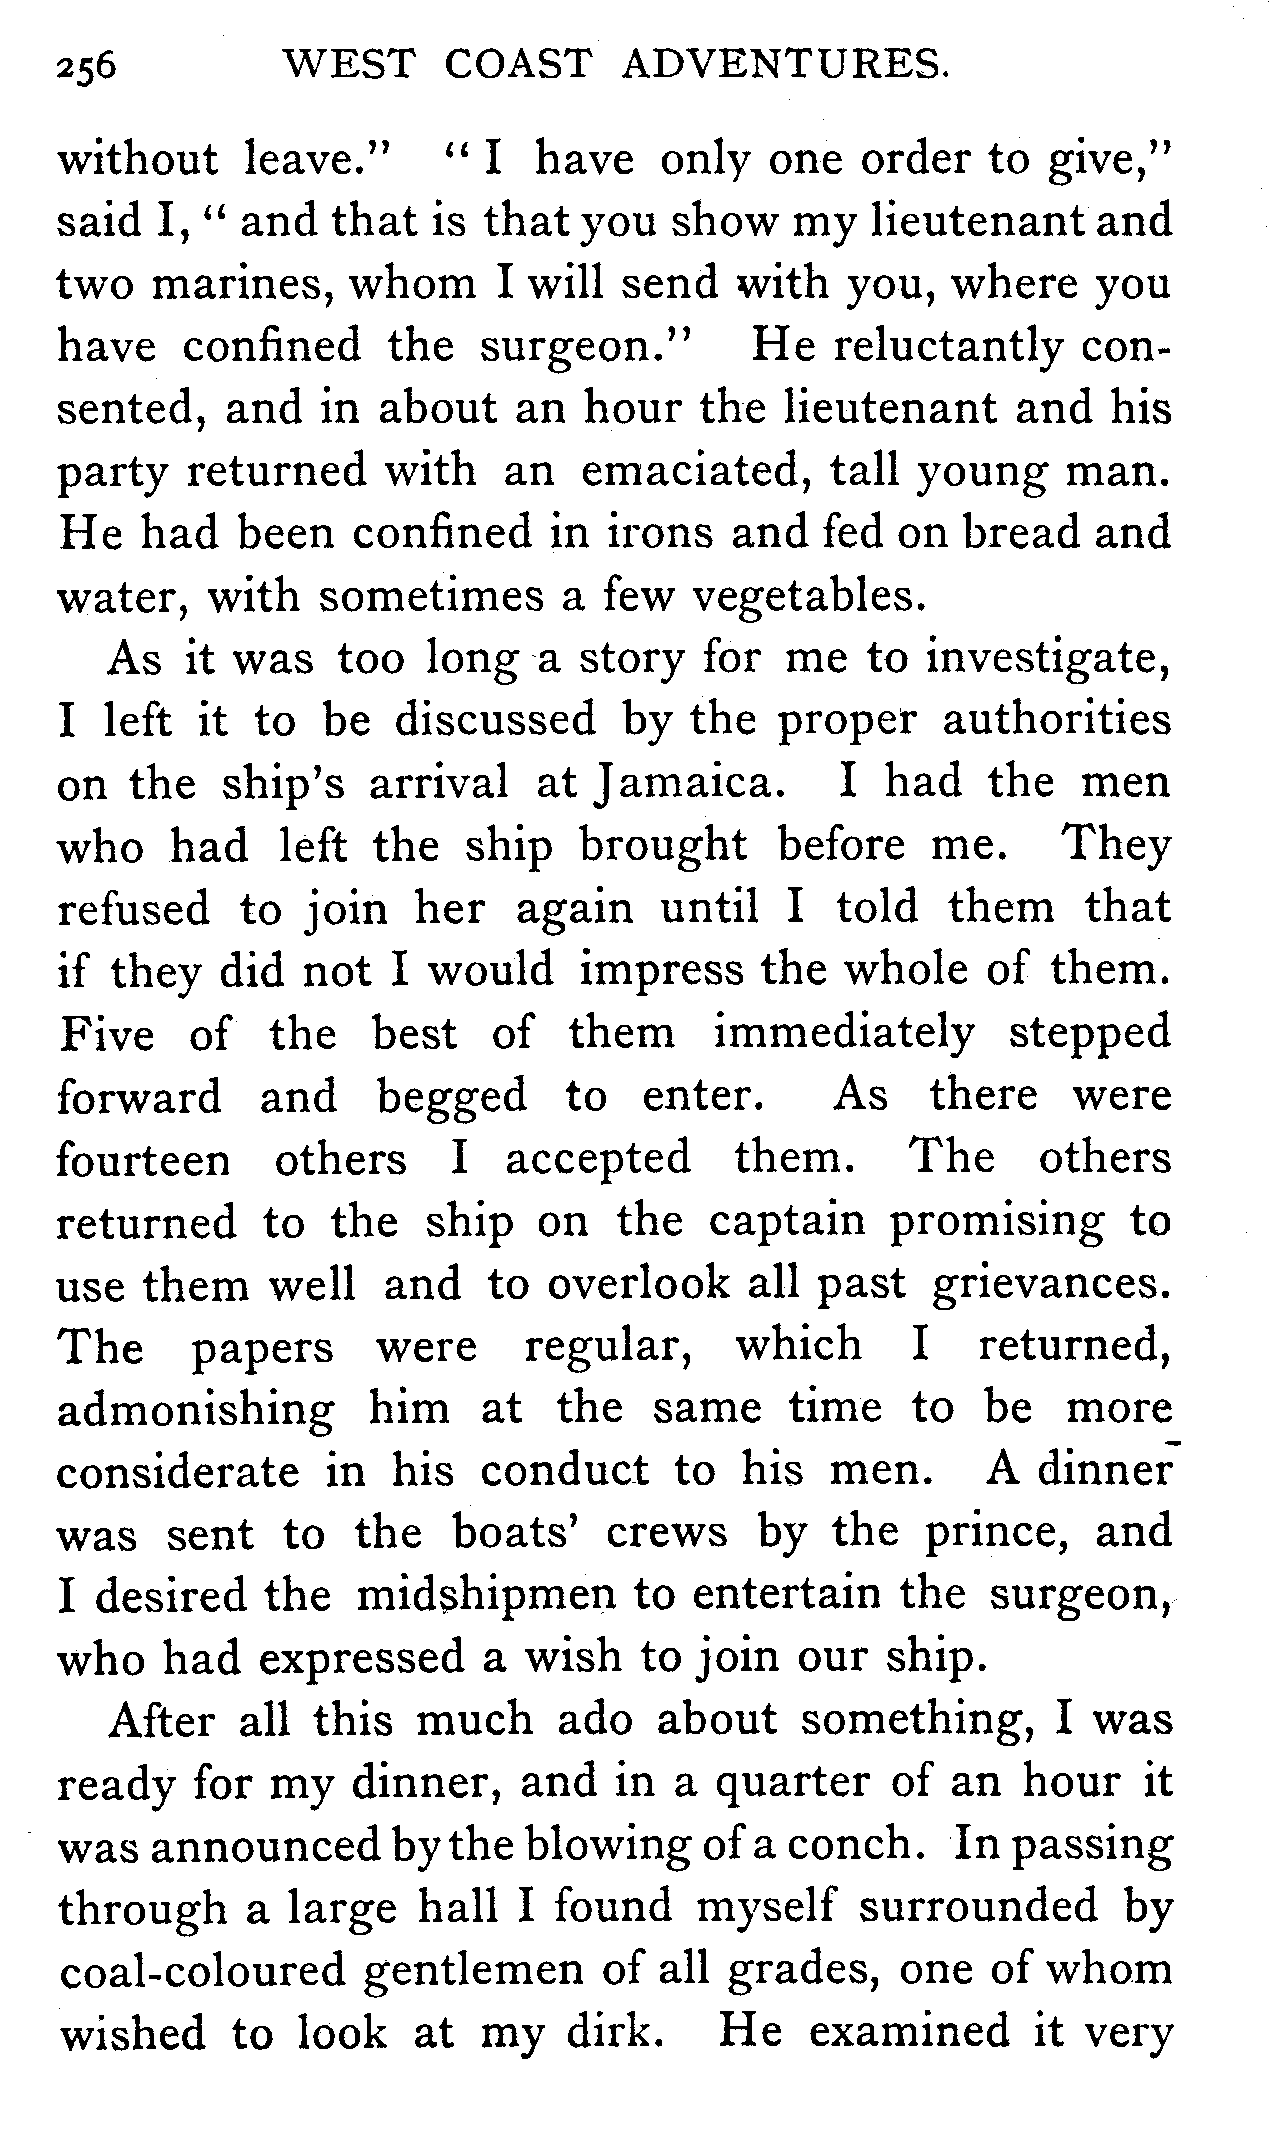 256 WEST COAST ADVENTURES.
without leave." "I have only one order to give,"
said I, "and that is that you show my lieutenant and
two marines, whom I will send with you, where you
have confined the surgeon." He reluctantly con-
sented, and in about an hour the lieutenant and his
party returned with an emaciated, tall young man.
He had been confined in irons and fed on bread and
water, with sometimes a few vegetables.
As it was too long a story for me to investigate,
I left it to be discussed by the proper authorities
on the ship's arrival at Jamaica. I had the men
who had left the ship brought before me. They
refused to join her again until I told them that
if they did not I would impress the whole of them.
Five of the best of them immediately stepped
forward and begged to enter. As there were
fourteen others I accepted them. The others
returned to the ship on the captain promising to
use them well and to overlook all past grievances.
The papers were regular, which I returned,
admonishing him at the same time to be more
considerate in his conduct to his men. A dinner
was sent to the boats' crews by the prince, and
I desired the midshipmen to entertain the surgeon,
who had expressed a wish to join our ship.
After all this much ado about something, I was
ready for my dinner, and in a quarter of an hour it
was announced by the blowing of a conch. In passing
through a large hall I found myself surrounded by
coal-coloured gentlemen of all grades, one of whom
wished to look at my dirk. He examined it very